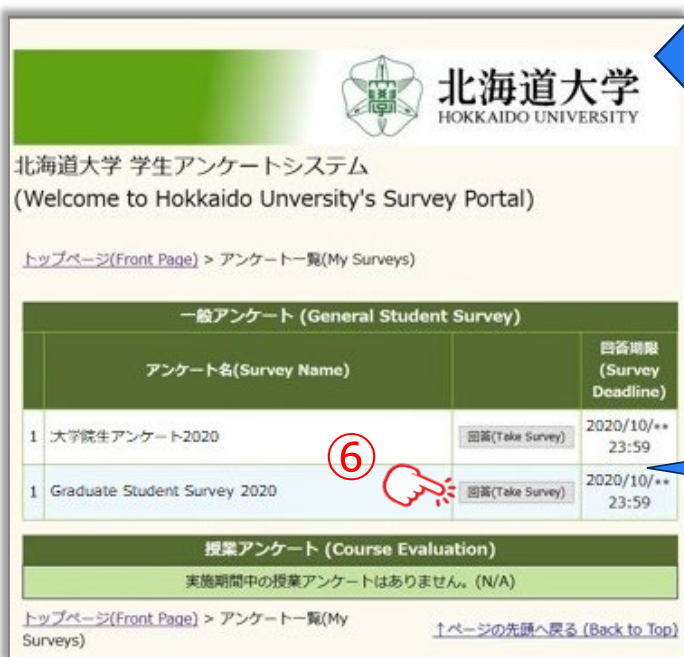 北海道大学
HOKKAIDO UNIVERSITY
北海道大学 学生アンケートシステム
(Welcome to Hokkaido Unversity's Survey Portal)
トップページ(Front Page) > アンケート一覧(My Surveys)
一般アンケート (General Student Survey)
アンケート名(Survey Name)
回答期限
(Survey
Deadline)
1 大学院生アンケート2020 回答(Take Survey) 2020/10/**
23:59
⑥
1 Graduate Student Survey 2020 回答(Take Survey) 2020/10/**
23:59
授業アンケート (Course Evaluation)
実施期間中の授業アンケートはありません。(N/A)
トップページ(Front Page) > アンケート一覧(My
Surveys)
↑ページの先頭へ戻る (Back to Top)